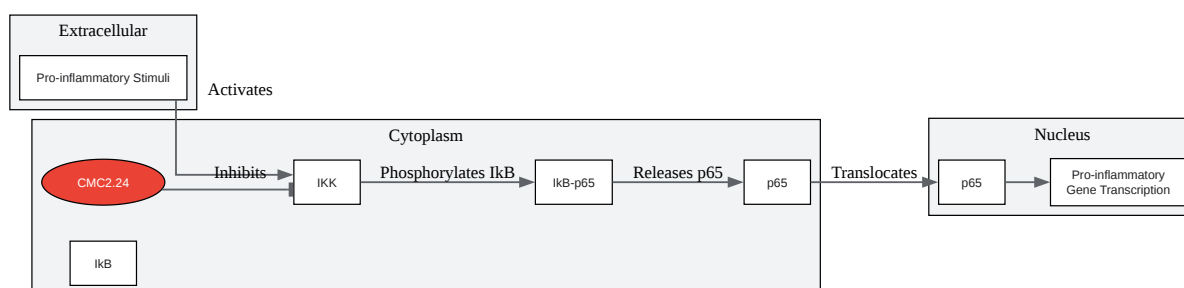 Extracellular
Pro-inflammatory Stimuli
Activates
Cytoplasm
CMC2.24
Inhibits
IKK
Phosphorylates IkB
IkB-p65
Releases p65
p65
Translocates
Nucleus
p65
Pro-inflammatory
Gene Transcription
IkB